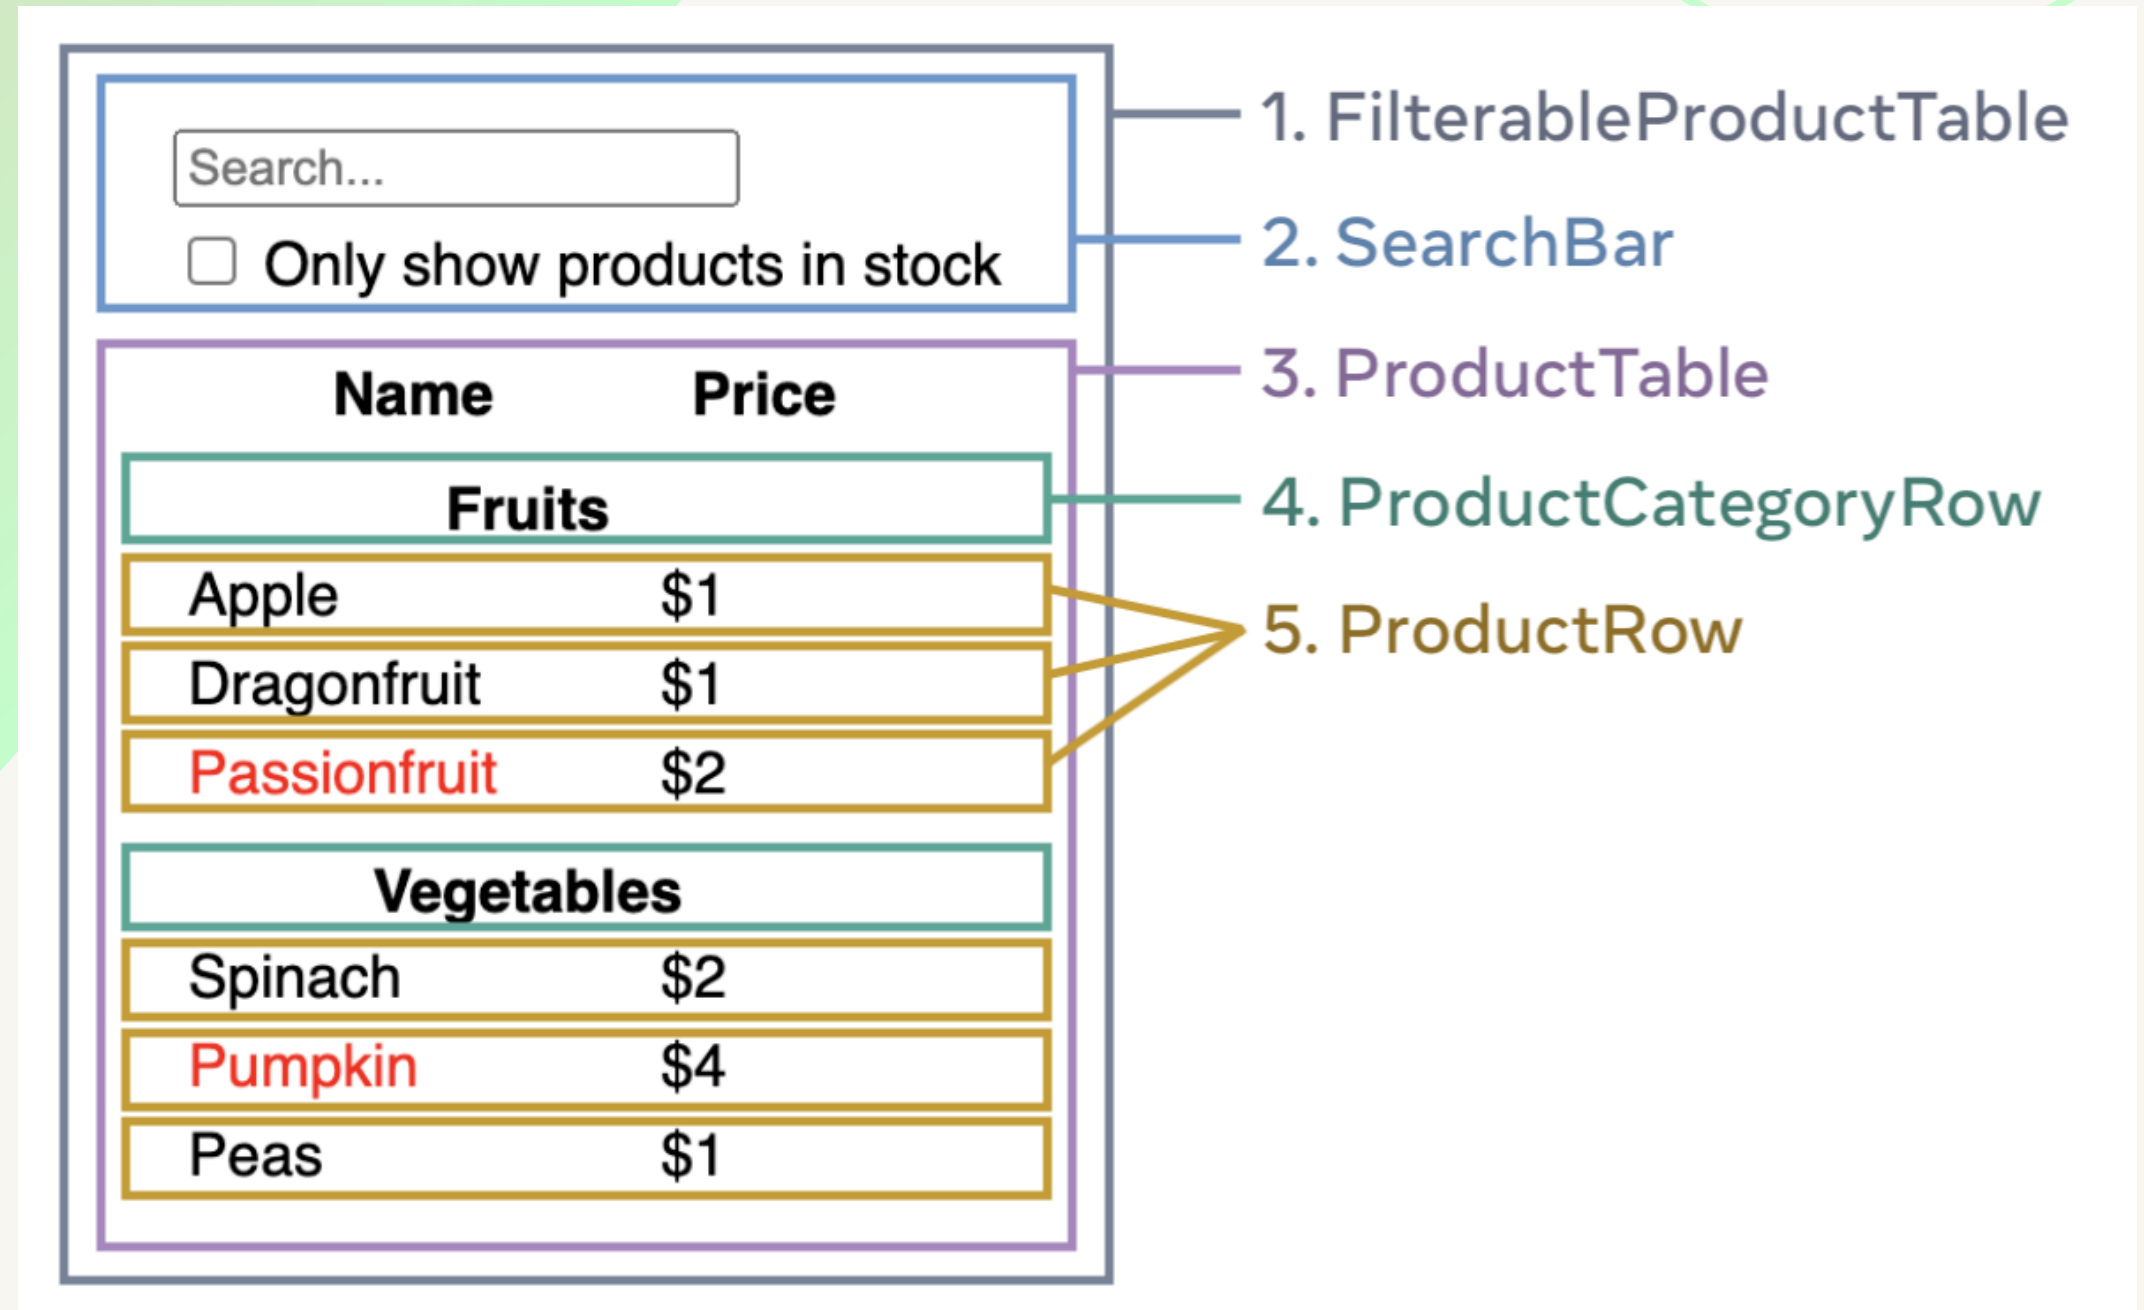 Search...
Only show products in stock
Name Price
Fruits
Apple $1
Dragonfruit $1
Passionfruit $2
Vegetables
Spinach $2
Pumpkin $4
Peas $1
1. FilterableProductTable
2. SearchBar
3. ProductTable
4. ProductCategoryRow
5. ProductRow